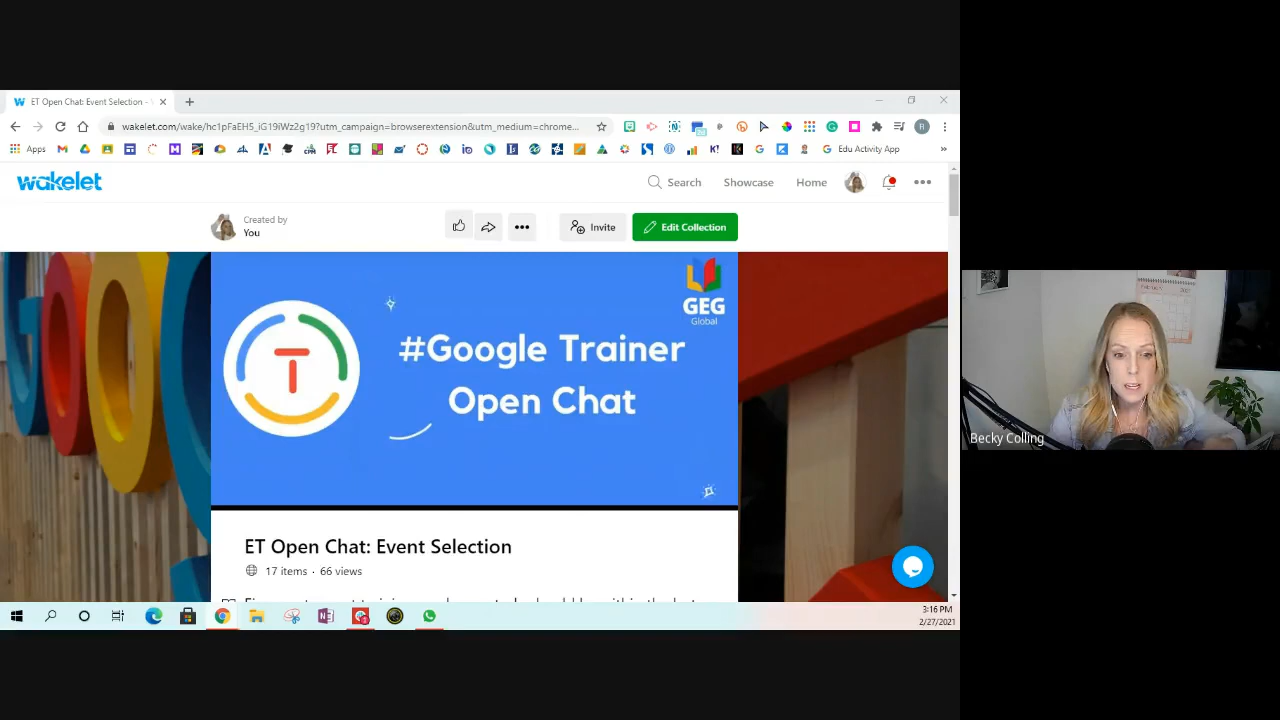 ET Open Chat: Event Selection -
wakelet.com/wake/hc1pFaEH5_iG19iWz2g19?utm_campaign=browserextension&utm_medium=chrome...
Apps
Edu Activity App
»
wakelet
Search
Showcase
Home
Created by
You
Invite
Edit Collection
GEG
Global
#Google Trainer
Open Chat
T
ET Open Chat: Event Selection
17 items · 66 views
3:16 PM
2/27/2021
Becky Colling